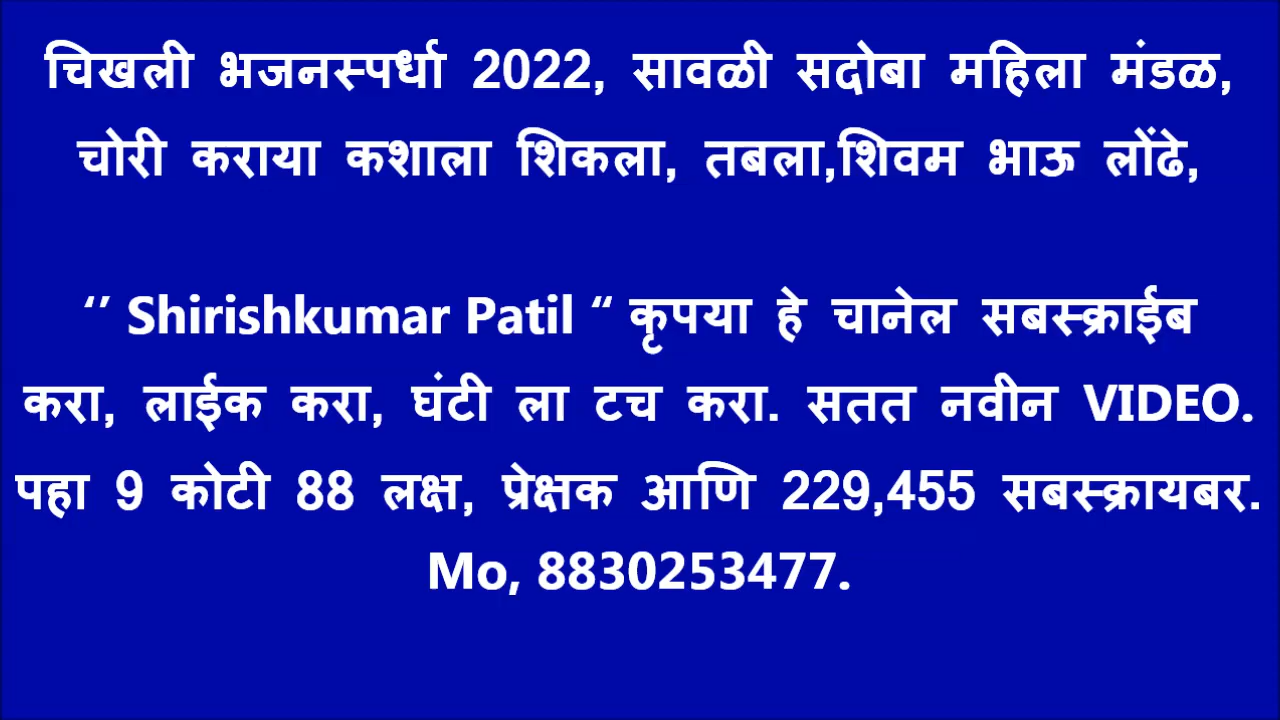 चिखली भजनस्पर्धा 2022, सावळी सदोबा महिला मंडळ,
चोरी कराया कशाला शिकला, तबला,शिवम भाऊ लोंढे,
‘’ Shirishkumar Patil “ कृपया हे चानेल सबस्क्राईब
करा, लाईक करा, घंटी ला टच करा. सतत नवीन VIDEO.
पहा 9 कोटी 88 लक्ष, प्रेक्षक आणि 229,455 सबस्क्रायबर.
Mo, 8830253477.